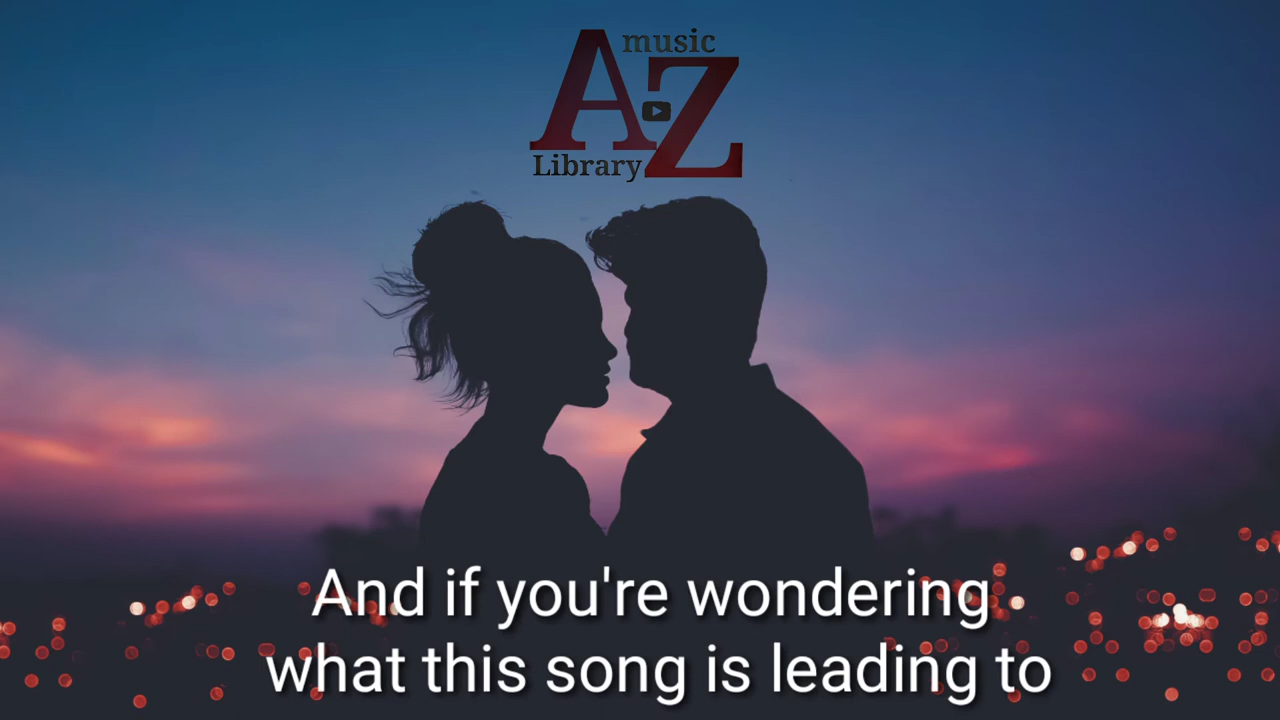 music
A-Z
Library
And if you're wondering
what this song is leading to